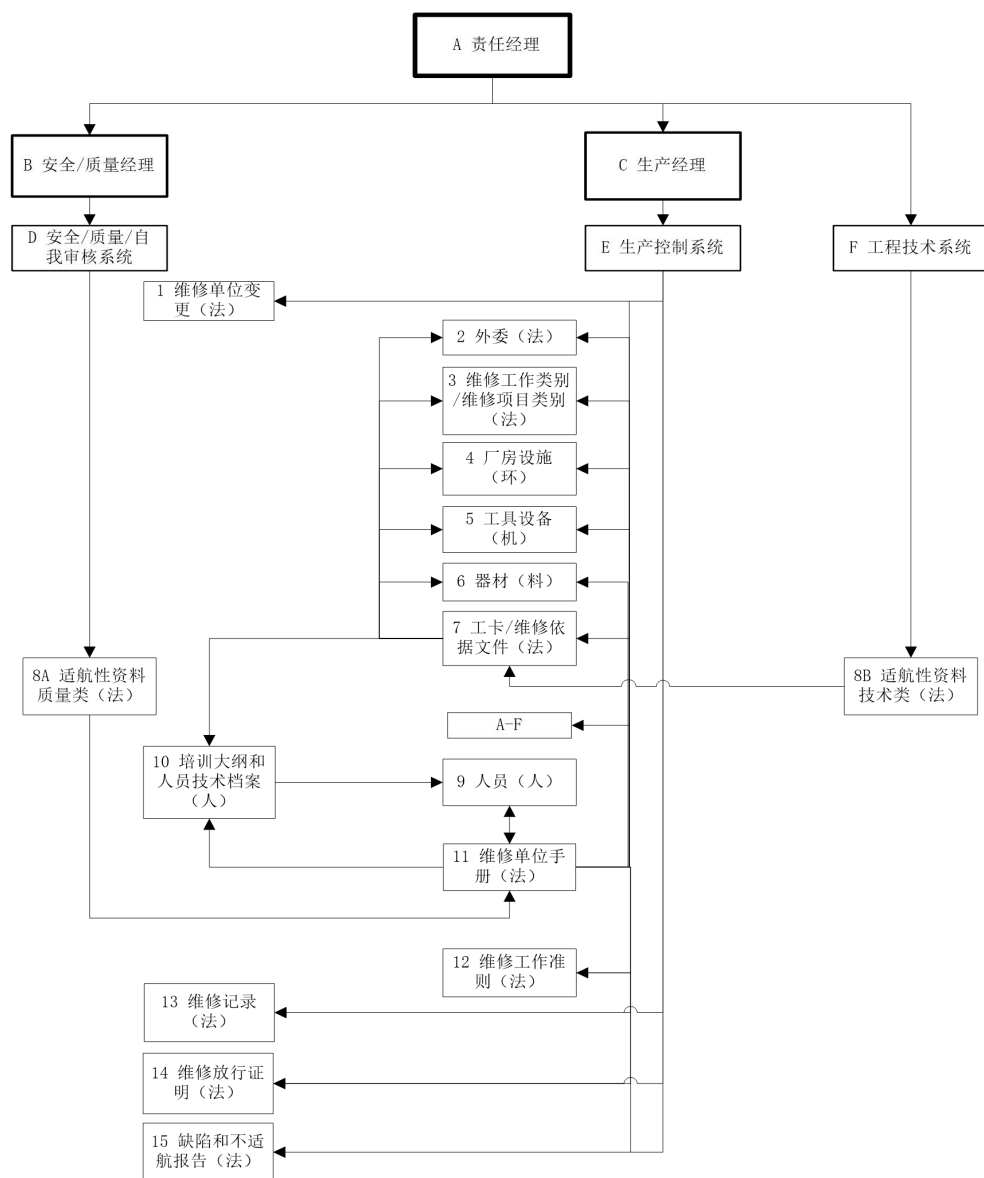 A 责任经理
B 安全/质量经理
C 生产经理
D 安全/质量/自
我审核系统
E 生产控制系统
F 工程技术系统
1 维修单位变
更（法）
2 外委（法）
3 维修工作类别
/维修项目类别
（法）
4 厂房设施
（环）
5 工具设备
（机）
6 器材（料）
7 工卡/维修依
据文件（法）
8A 适航性资料
质量类（法）
8B 适航性资料
技术类（法）
A-F
10 培训大纲和
人员技术档案
（人）
9 人员（人）
11 维修单位手
册（法）
12 维修工作准
则（法）
13 维修记录
（法）
14 维修放行证
明（法）
15 缺陷和不适
航报告（法）